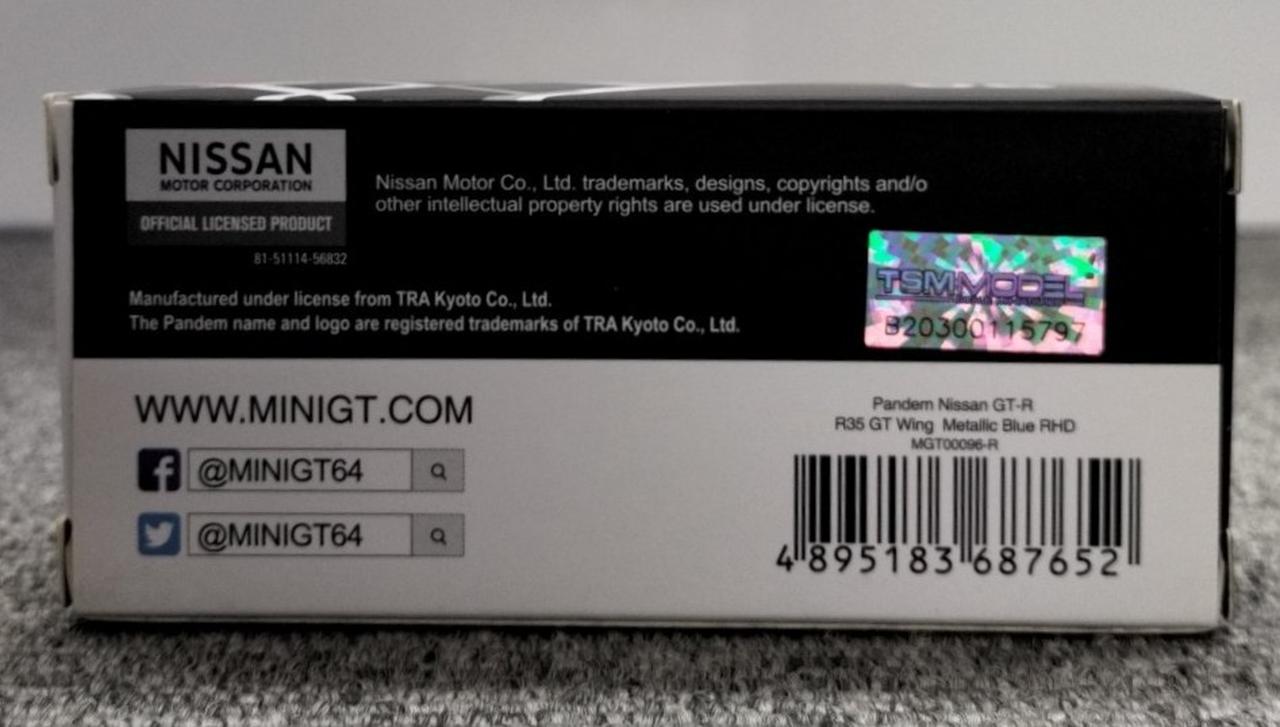 NISSAN
MOTOR CORPORATION
OFFICIAL LICENSED PRODUCT
81-51114-56832
Nissan Motor Co., Ltd. trademarks, designs, copyrights and/o
other intellectual property rights are used under license.
Manufactured under license from TRA Kyoto Co., Ltd.
The Pandem name and logo are registered trademarks of TRA Kyoto Co., Ltd.
TSM MODEL
B20300115797
WWW.MINIGT.COM
@MINIGT64
@MINIGT64
Pandem Nissan GT-R
R35 GT Wing Metallic Blue RHD
MGT00096-R
4 895183 687652